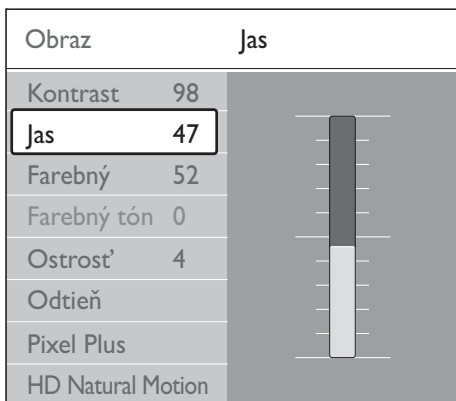 Obraz Jas
Kontrast 98
Jas 47
Farebný 52
Farebný tón 0
Ostrosť 4
Odtieň
Pixel Plus
HD Natural Motion